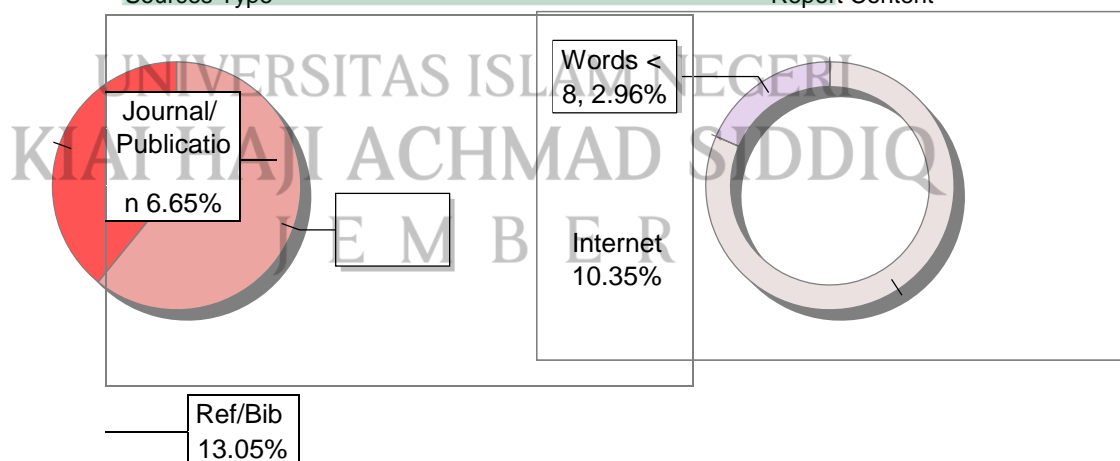 Sources Type
Report Content
UNIVERSITAS ISLAM NEGERI
KIAI HAJI ACHMAD SIDDIQ
JEMBER
Words <
8, 2.96%
Journal/
Publicatio
n 6.65%
Internet
10.35%
Ref/Bib
13.05%